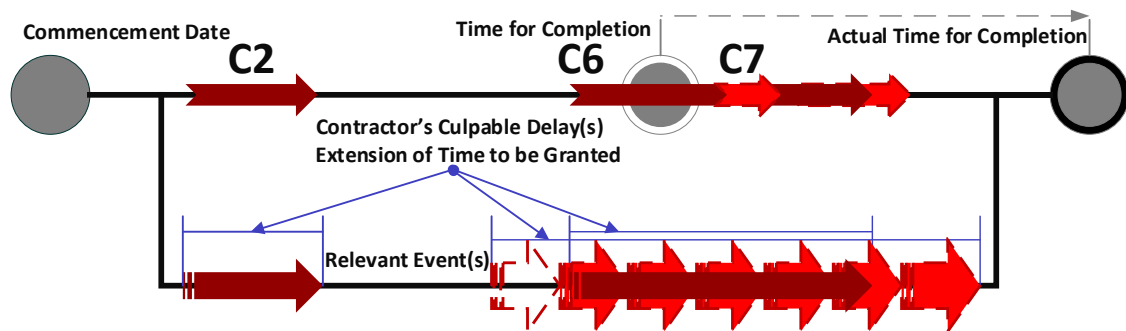 Commencement Date
Time for Completion
Actual Time for Completion
C2
C6
C7
Contractor's Culpable Delay(s)
Extension of Time to be Granted
Relevant Event(s)